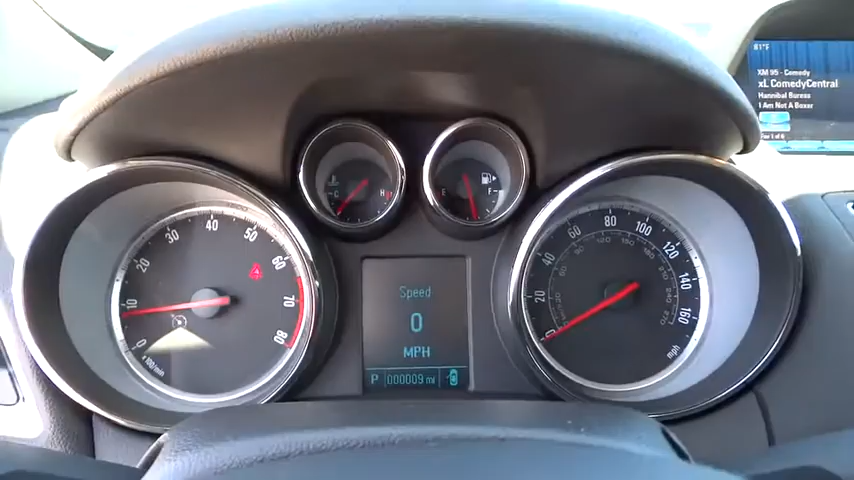 81°F
XM 95 - Comedy
xL ComedyCentral
Hannibal Buress
I Am Not A Boxer
C H
E F
0 10 20 30 40 50 60 70 80
x 100/min
Speed
0
MPH
P 000009 mi
0 20 40 60 80 100 120 140 160
mph